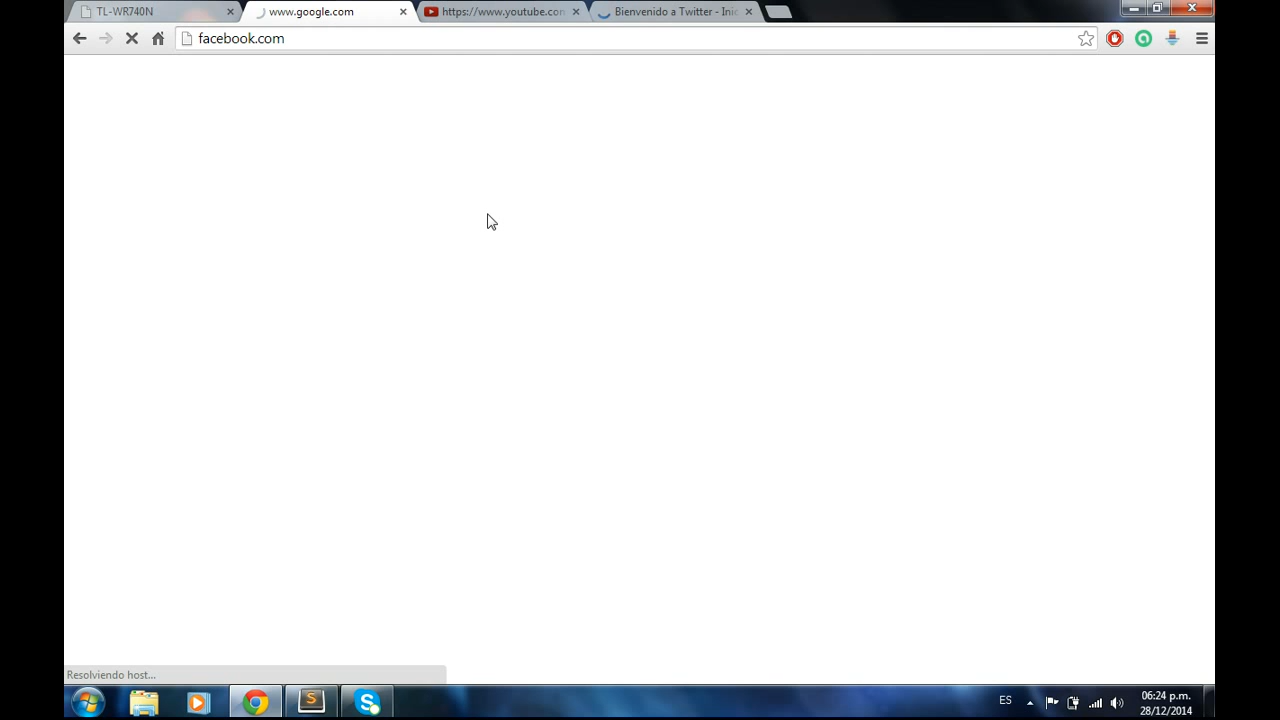 TL-WR740N
www.google.com
https://www.youtube.con
Bienvenido a Twitter - Inic
facebook.com
Resolviendo host...
ES
06:24 p.m.
28/12/2014